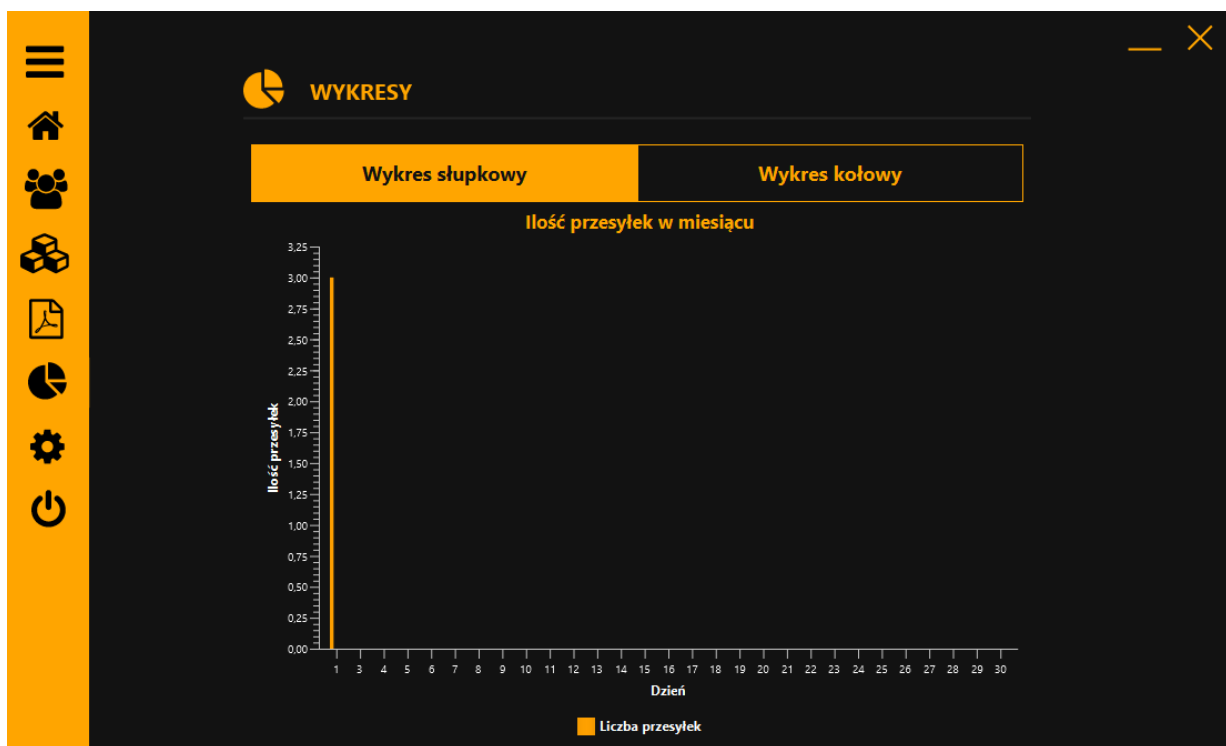 WYKRESY
Wykres słupkowy Wykres kołowy
Ilość przesyłek w miesiącu
3,25
3,00
2,75
2,50
2,25
2,00
1,75
1,50
1,25
1,00
0,75
0,50
0,25
0,00
Ilość przesyłek
1 3 4 5 6 7 8 9 10 11 12 13 14 15 16 17 18 19 20 21 22 23 24 25 26 27 28 29 30
Dzień
Liczba przesyłek